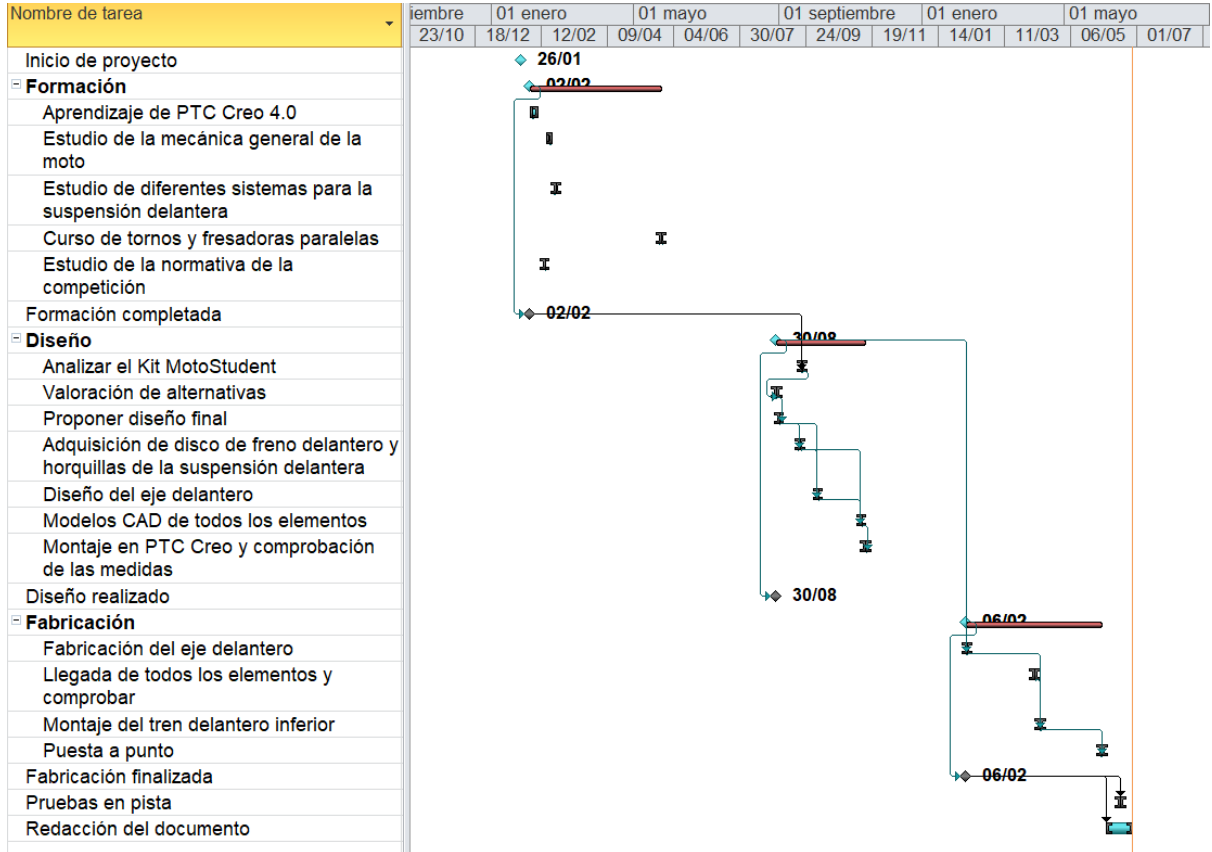 Nombre de tarea
iembre 01 enero 01 mayo 01 septiembre 01 enero 01 mayo
23/10 18/12 12/02 09/04 04/06 30/07 24/09 19/11 14/01 11/03 06/05 01/07
Inicio de proyecto 26/01
Formación 02/02
Aprendizaje de PTC Creo 4.0
Estudio de la mecánica general de la
moto
Estudio de diferentes sistemas para la
suspensión delantera
Curso de tornos y fresadoras paralelas
Estudio de la normativa de la
competición
Formación completada 02/02
Diseño 30/08
Analizar el Kit MotoStudent
Valoración de alternativas
Proponer diseño final
Adquisición de disco de freno delantero y
horquillas de la suspensión delantera
Diseño del eje delantero
Modelos CAD de todos los elementos
Montaje en PTC Creo y comprobación
de las medidas
Diseño realizado 30/08
Fabricación 06/02
Fabricación del eje delantero
Llegada de todos los elementos y
comprobar
Montaje del tren delantero inferior
Puesta a punto
Fabricación finalizada 06/02
Pruebas en pista
Redacción del documento